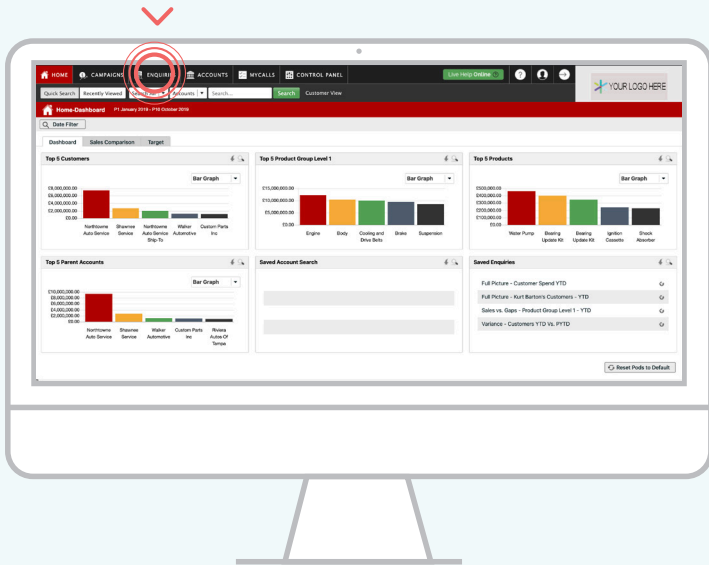 HOME CAMPAIGNS ENQUIRIES ACCOUNTS MYCALLS CONTROL PANEL Live Help Online ?
YOUR LOGO HERE
Quick Search Recently Viewed Accounts Search... Search Customer View
Home-Dashboard P1 January 2019 - P10 October 2019
Date Filter
Dashboard Sales Comparison Target
Top 5 Customers
Bar Graph
£8,000,000.00
£6,000,000.00
£4,000,000.00
£2,000,000.00
£0.00
Northtowne Auto Service
Shawnee Service
Northtowne Auto Service Ship-To
Walker Automotive
Custom Parts Inc
Top 5 Product Group Level 1
Bar Graph
£15,000,000.00
£10,000,000.00
£5,000,000.00
£0.00
Engine
Body
Cooling and Drive Belts
Brake
Suspension
Top 5 Products
Bar Graph
£500,000.00
£400,000.00
£300,000.00
£200,000.00
£100,000.00
£0.00
Water Pump
Bearing Update Kit
Bearing Update Kit
Ignition Cassette
Shock Absorber
Top 5 Parent Accounts
Bar Graph
£10,000,000.00
£8,000,000.00
£6,000,000.00
£4,000,000.00
£2,000,000.00
£0.00
Northtowne Auto Service
Shawnee Service
Walker Automotive
Custom Parts Inc
Riviera Autos Of Tampa
Saved Account Search
Saved Enquiries
Full Picture - Customer Spend YTD
Full Picture - Kurt Barton's Customers - YTD
Sales vs. Gaps - Product Group Level 1 - YTD
Variance - Customers YTD Vs. PYTD
Reset Pods to Default